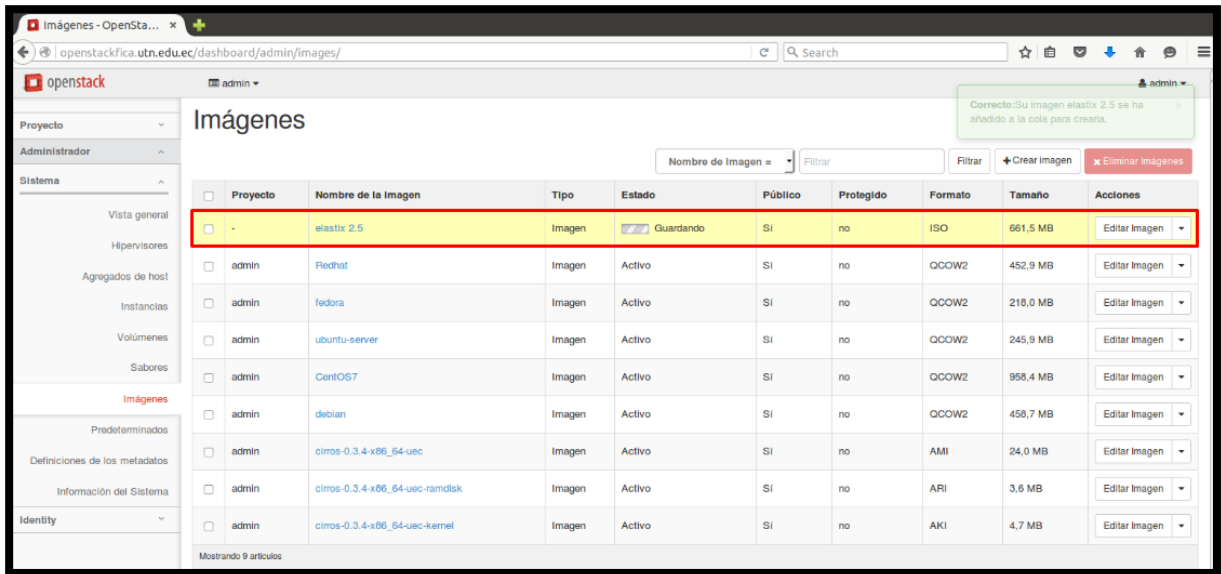 Imágenes - OpenSta... ×
openstackfica.utn.edu.ec/dashboard/admin/images/
Search
openstack
admin
admin
Correcto:Su imagen elastix 2.5 se ha
añadido a la cola para crearla.
×
Proyecto
Administrador
Sistema
Vista general
Hipervisores
Agregados de host
Instancias
Volúmenes
Sabores
Imágenes
Predeterminados
Definiciones de los metadatos
Información del Sistema
Identity
Imágenes
Nombre de imagen = Filtrar Filtrar + Crear imagen × Eliminar Imágenes
Proyecto Nombre de la imagen Tipo Estado Público Protegido Formato Tamaño Acciones
- elastix 2.5 Imagen Guardando Sí no ISO 661,5 MB Editar Imagen
admin Redhat Imagen Activo Sí no QCOW2 452,9 MB Editar Imagen
admin fedora Imagen Activo Sí no QCOW2 218,0 MB Editar Imagen
admin ubuntu-server Imagen Activo Sí no QCOW2 245,9 MB Editar Imagen
admin CentOS7 Imagen Activo Sí no QCOW2 958,4 MB Editar Imagen
admin debian Imagen Activo Sí no QCOW2 458,7 MB Editar Imagen
admin cirros-0.3.4-x86_64-uec Imagen Activo Sí no AMI 24,0 MB Editar Imagen
admin cirros-0.3.4-x86_64-uec-ramdisk Imagen Activo Sí no ARI 3,6 MB Editar Imagen
admin cirros-0.3.4-x86_64-uec-kernel Imagen Activo Sí no AKI 4,7 MB Editar Imagen
Mostrando 9 artículos